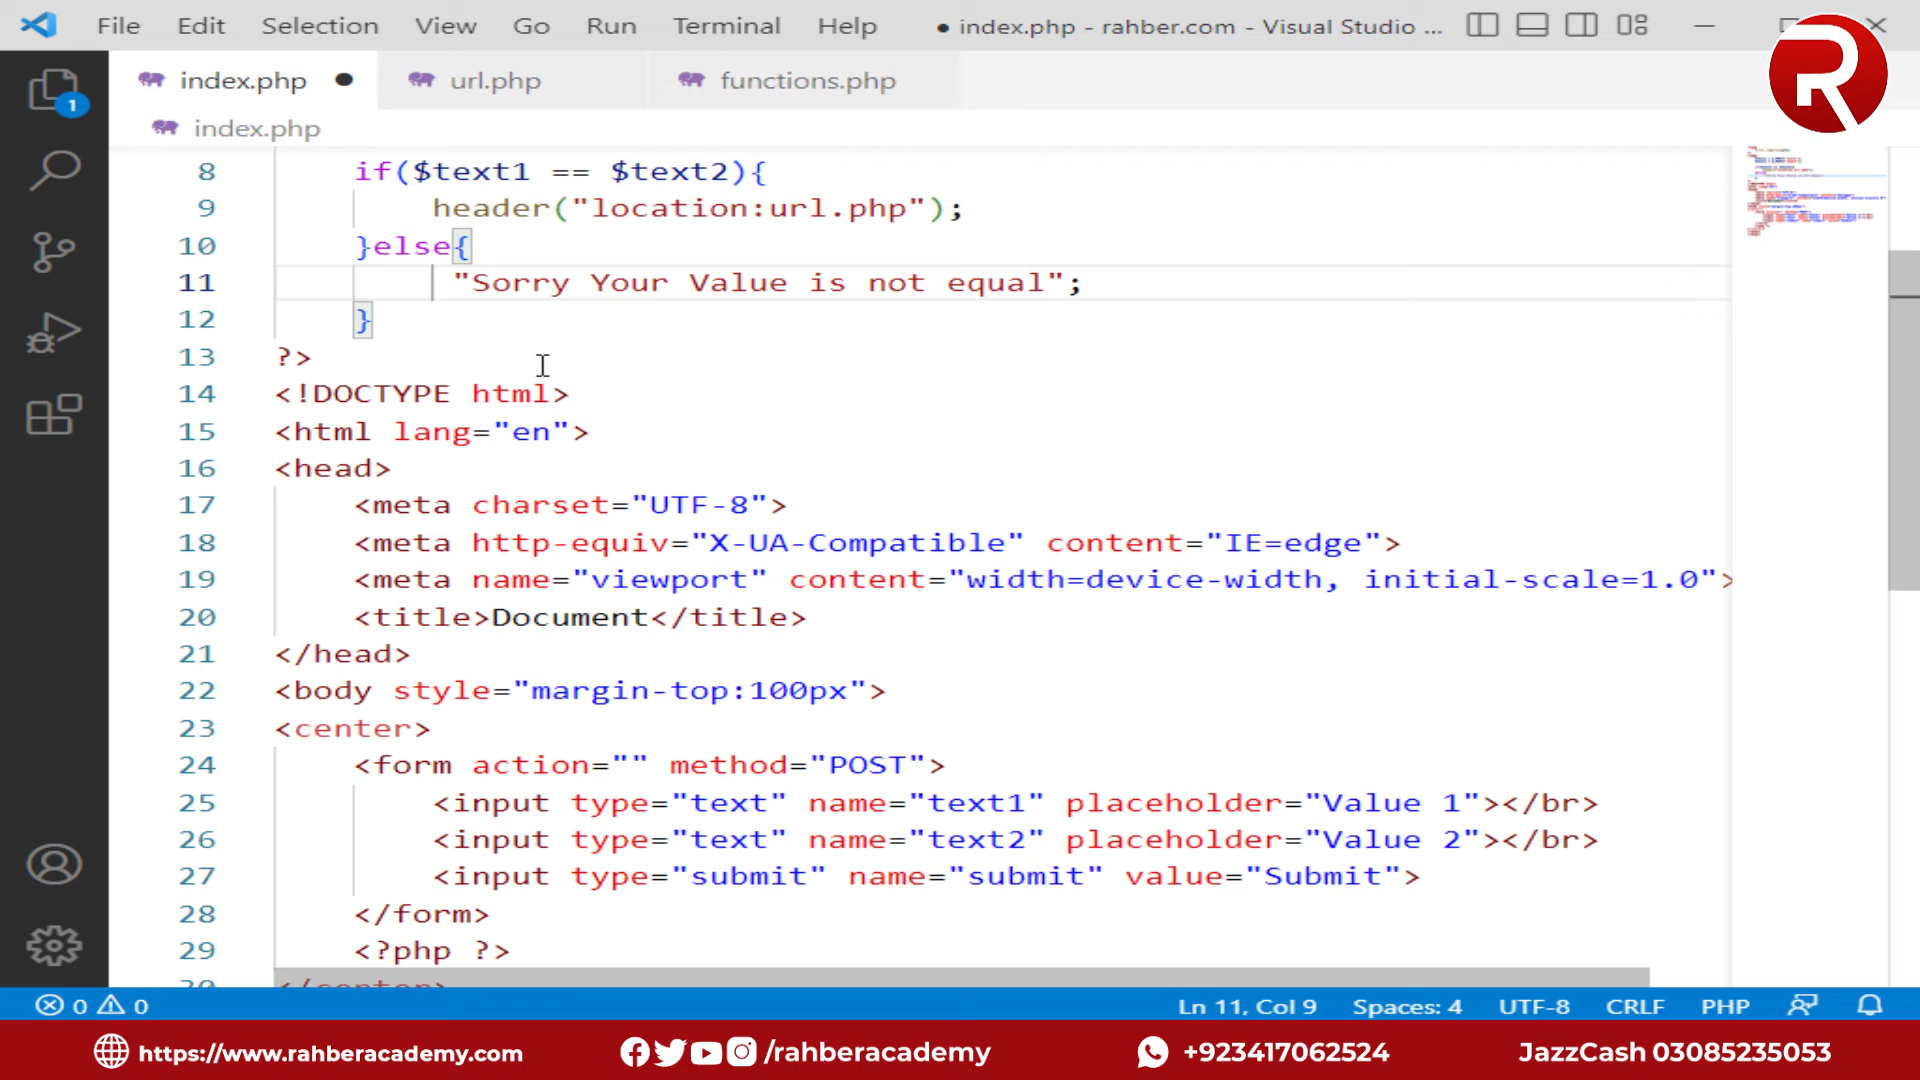 File Edit Selection View Go Run Terminal Help ● index.php - rahber.com - Visual Studio ...
R
index.php ● url.php functions.php
1
index.php
8 if($text1 == $text2){
9 header("location:url.php");
10 }else{
11 "Sorry Your Value is not equal";
12 }
13 ?>
14 <!DOCTYPE html>
15 <html lang="en">
16 <head>
17 <meta charset="UTF-8">
18 <meta http-equiv="X-UA-Compatible" content="IE=edge">
19 <meta name="viewport" content="width=device-width, initial-scale=1.0">
20 <title>Document</title>
21 </head>
22 <body style="margin-top:100px">
23 <center>
24 <form action="" method="POST">
25 <input type="text" name="text1" placeholder="Value 1"></br>
26 <input type="text" name="text2" placeholder="Value 2"></br>
27 <input type="submit" name="submit" value="Submit">
28 </form>
29 <?php ?>
30 </center>
0 0 Ln 11, Col 9 Spaces: 4 UTF-8 CRLF PHP
https://www.rahberacademy.com /rahberacademy +923417062524 JazzCash 03085235053